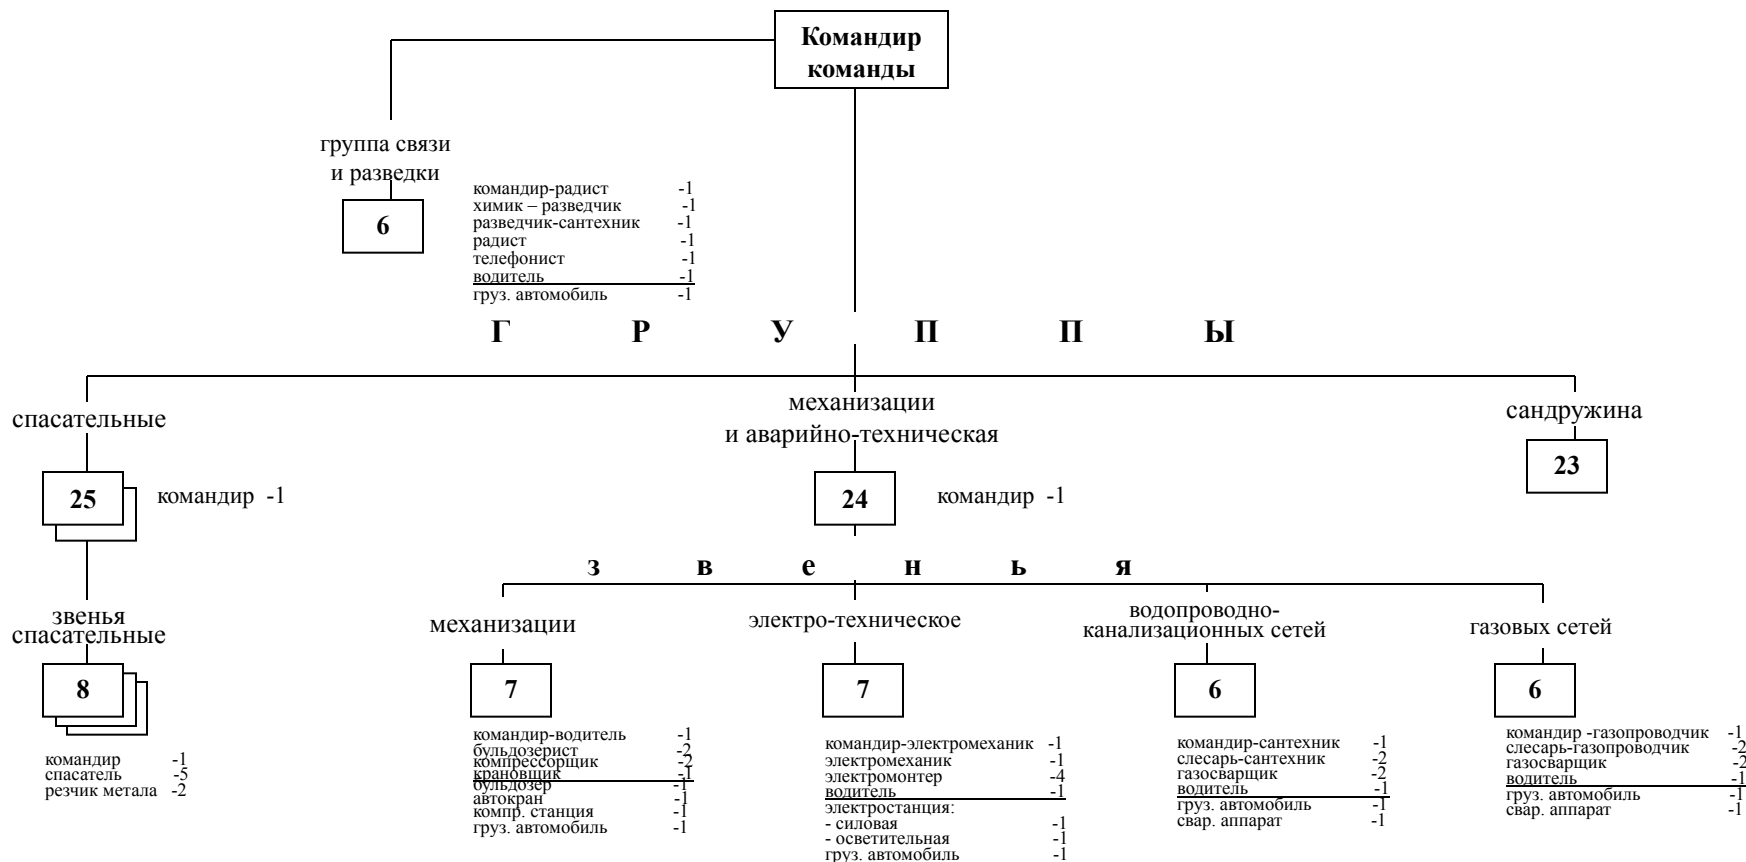 Командир
команды
группа связи
и разведки
6
командир-радист -1
химик – разведчик -1
разведчик-сантехник -1
радист -1
телефонист -1
водитель -1
груз. автомобиль -1
Г Р У П П Ы
спасательные
25
командир -1
механизации
и аварийно-техническая
24
командир -1
сандружина
23
з в е н ь я
звенья
спасательные
8
командир -1
спасатель -5
резчик метала -2
механизации
7
командир-водитель -1
бульдозерист -2
компрессорщик -2
крановщик -1
бульдозер -1
автокран -1
компр. станция -1
груз. автомобиль -1
электро-техническое
7
командир-электромеханик -1
электромеханик -1
электромонтер -4
водитель -1
электростанция:
- силовая -1
- осветительная -1
груз. автомобиль -1
водопроводно-
канализационных сетей
6
командир-сантехник -1
слесарь-сантехник -2
газосварщик -2
водитель -1
груз. автомобиль -1
свар. аппарат -1
газовых сетей
6
командир -газопроводчик -1
слесарь-газопроводчик -2
газосварщик -2
водитель -1
груз. автомобиль -1
свар. аппарат -1